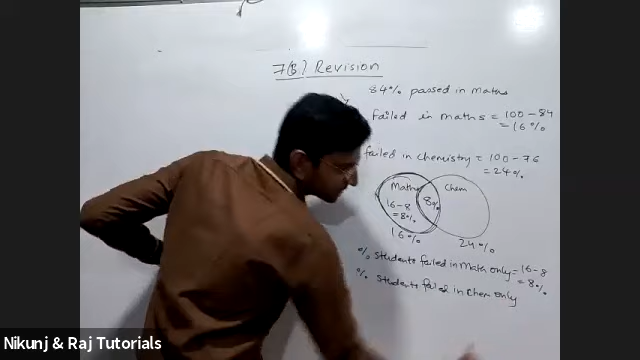 7(B) Revision
84% passed in maths
failed in maths = 100 - 84
= 16%
failed in chemistry = 100 - 76
= 24%
Maths
Chem
16-8
= 8%
8%
16%
24%
% Students failed in Math only = 16-8
= 8%
% Students failed in Chem only
Nikunj & Raj Tutorials